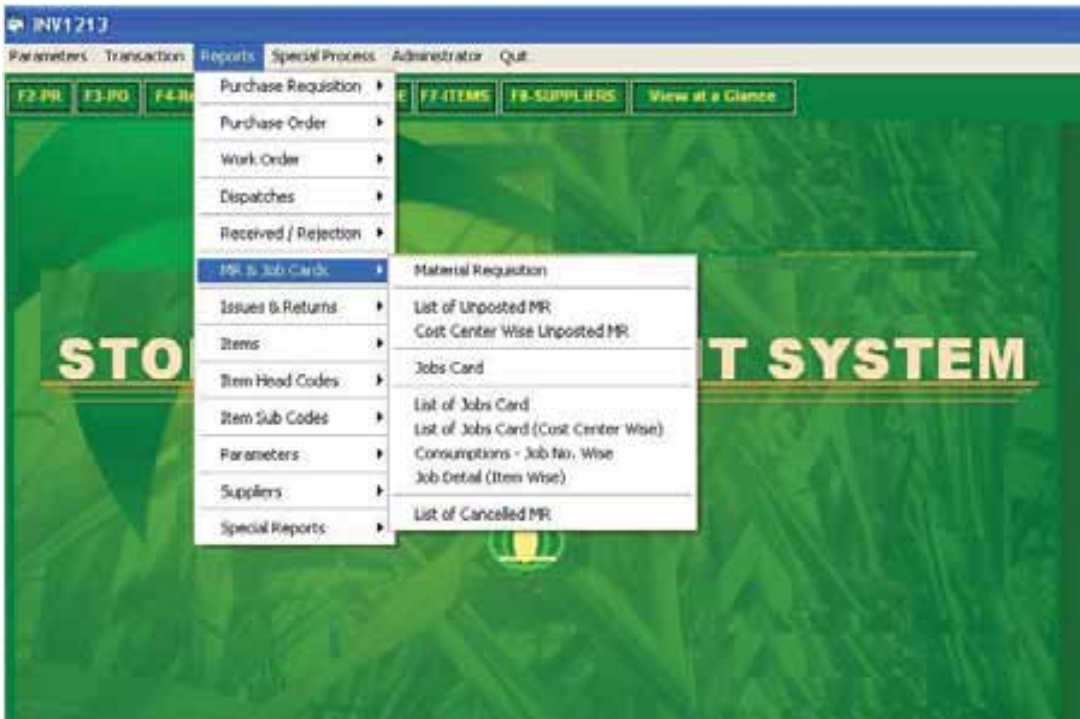 INV1213
Parameters Transaction Reports Special Process Administrator Quit
F2-PR F3-PO F4-Re E F7-ITEMS F8-SUPPLIERS View at a Glance
Purchase Requisition
Purchase Order
Work Order
Dispatches
Received / Rejection
MR & Job Cards
Issues & Returns
Items
Item Head Codes
Item Sub Codes
Parameters
Suppliers
Special Reports
Material Requisition
List of Unposted MR
Cost Center Wise Unposted MR
Jobs Card
List of Jobs Card
List of Jobs Card (Cost Center Wise)
Consumptions - Job No. Wise
Job Detail (Item Wise)
List of Cancelled MR
STO T SYSTEM